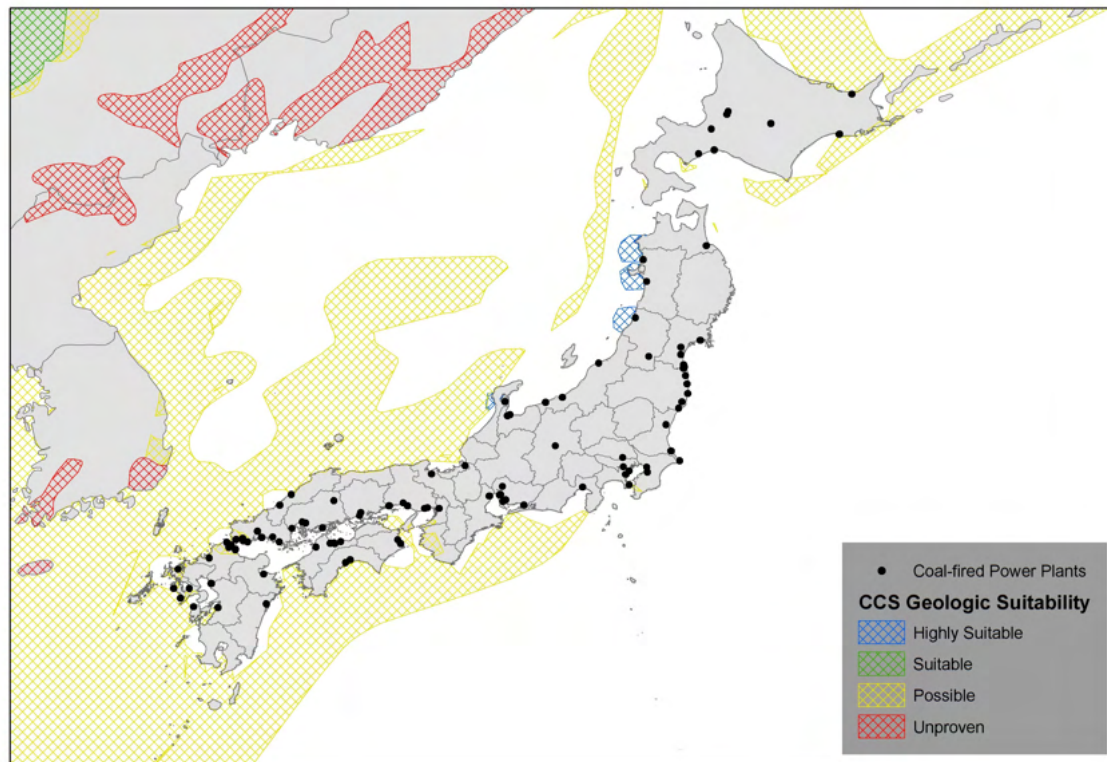 Coal-fired Power Plants
CCS Geologic Suitability
Highly Suitable
Suitable
Possible
Unproven